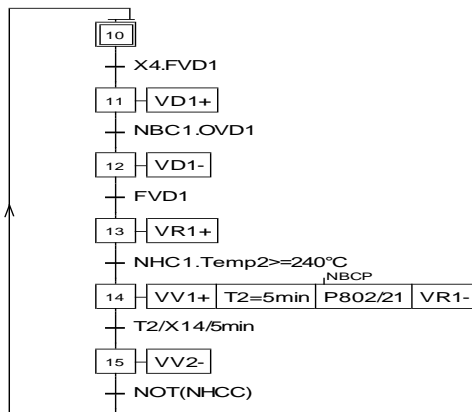 10
X4.FVD1
11 VD1+
NBC1.OVD1
12 VD1-
FVD1
13 VR1+
NHC1.Temp2>=240°C
NBCP
14 VV1+ T2=5min P802/21 VR1-
T2/X14/5min
15 VV2-
NOT(NHCC)